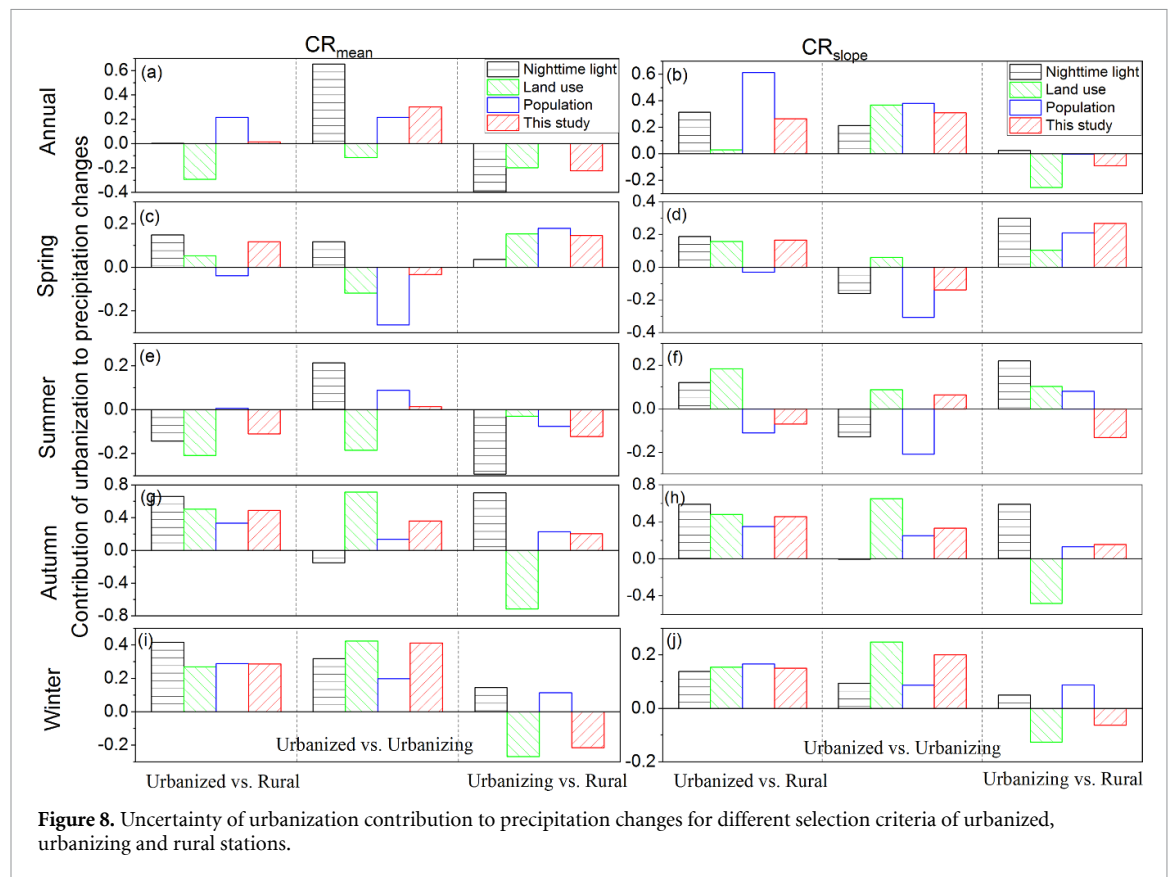 CRmean
CRslope
Contribution of urbanization to precipitation changes
Annual
(a)
0.6
0.4
0.2
0.0
-0.2
-0.4
Nighttime light
Land use
Population
This study
(b)
0.6
0.4
0.2
0.0
-0.2
Nighttime light
Land use
Population
This study
Spring
(c)
0.2
0.0
-0.2
(d)
0.4
0.2
0.0
-0.2
-0.4
Summer
(e)
0.2
0.0
-0.2
(f)
0.2
0.0
-0.2
Autumn
(g)
0.8
0.4
0.0
-0.4
-0.8
(h)
0.8
0.4
0.0
-0.4
Winter
(i)
0.4
0.2
0.0
-0.2
(j)
0.2
0.0
-0.2
Urbanized vs. Urbanizing
Urbanized vs. Urbanizing
Urbanized vs. Rural
Urbanizing vs. Rural
Urbanized vs. Rural
Urbanizing vs. Rural
Figure 8. Uncertainty of urbanization contribution to precipitation changes for different selection criteria of urbanized,
urbanizing and rural stations.